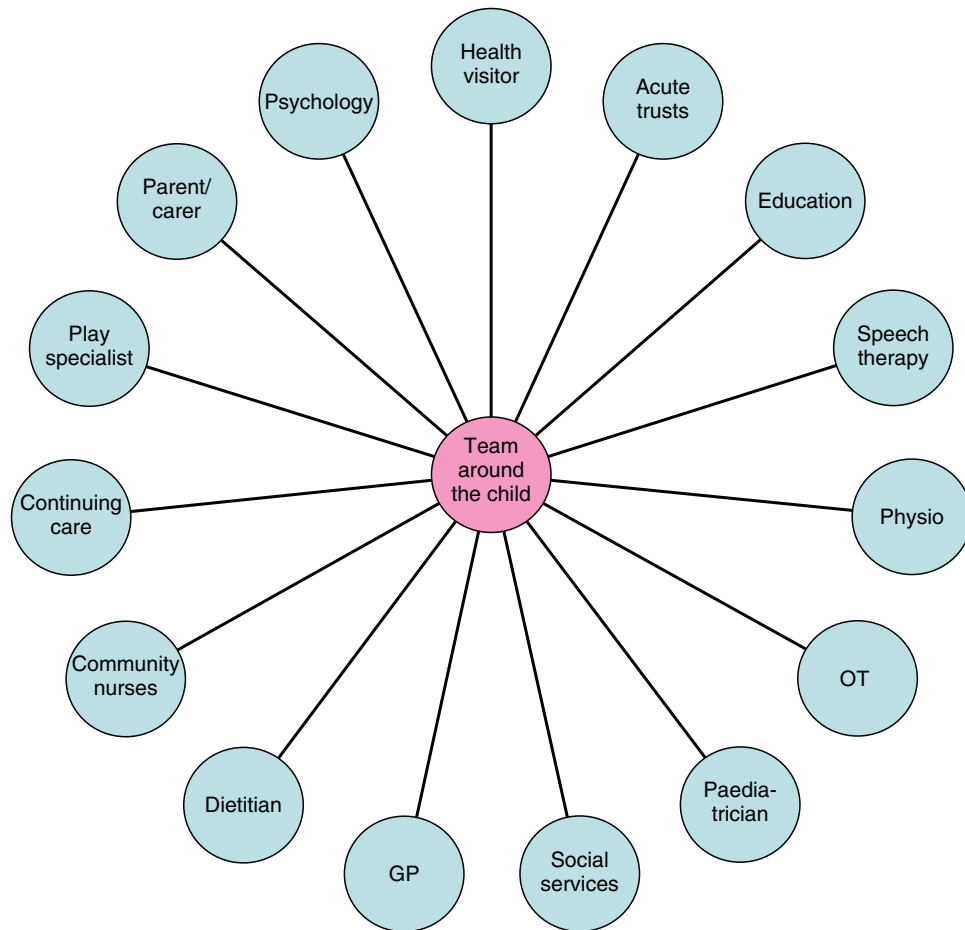 Health
visitor
Acute
trusts
Education
Speech
therapy
Physio
OT
Paedia-
trician
Social
services
GP
Dietitian
Community
nurses
Continuing
care
Play
specialist
Parent/
carer
Psychology
Team
around
the child